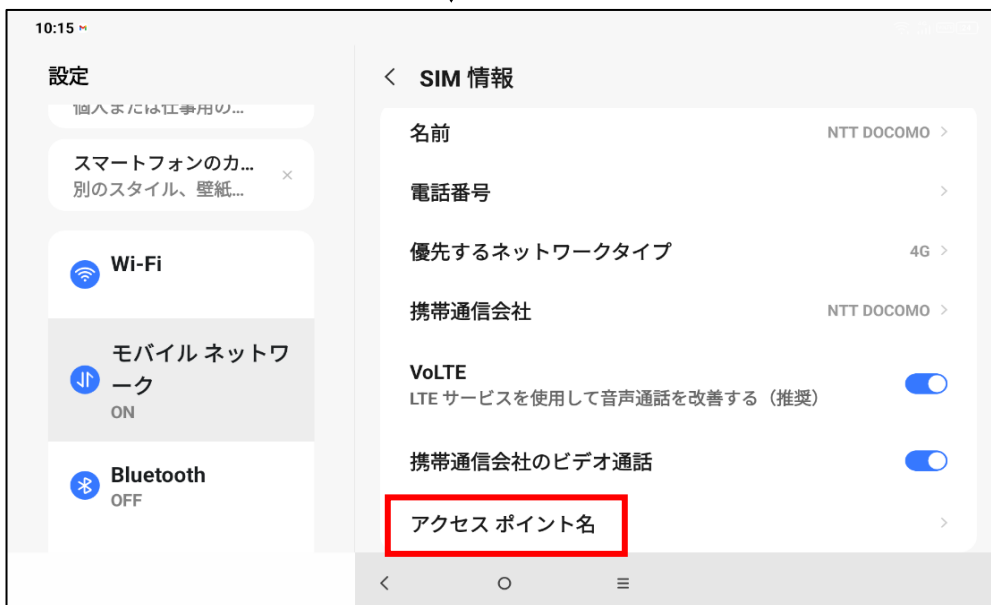 10:15
設定
個人または仕事用の...
スマートフォンのカ...
別のスタイル、壁紙...
Wi-Fi
モバイル ネットワ
ーク
ON
Bluetooth
OFF
SIM 情報
名前 NTT DOCOMO
電話番号
優先するネットワークタイプ 4G
携帯通信会社 NTT DOCOMO
VoLTE
LTE サービスを使用して音声通話を改善する（推奨）
携帯通信会社のビデオ通話
アクセス ポイント名